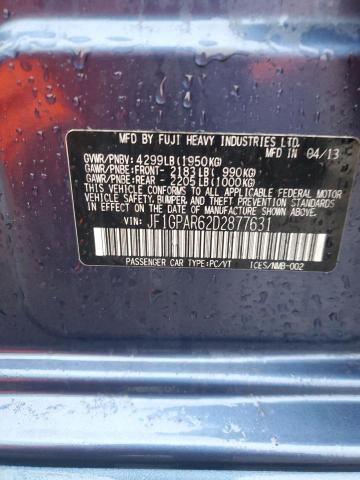 MFD BY FUJI HEAVY INDUSTRIES LTD.
MFD IN 04/13
GVWR/PNBV: 4299LB(1950KG)
GAWR/PNBE:FRONT- 2183LB( 990KG)
GAWR/PNBE:REAR - 2205LB(1000KG)
THIS VEHICLE CONFORMS TO ALL APPLICABLE FEDERAL MOTOR
VEHICLE SAFETY, BUMPER, AND THEFT PREVENTION STANDARDS
IN EFFECT ON THE DATE OF MANUFACTURE SHOWN ABOVE.
VIN: JF1GPAR62D2877631
PASSENGER CAR TYPE:PC/VT ICES/NMB-002